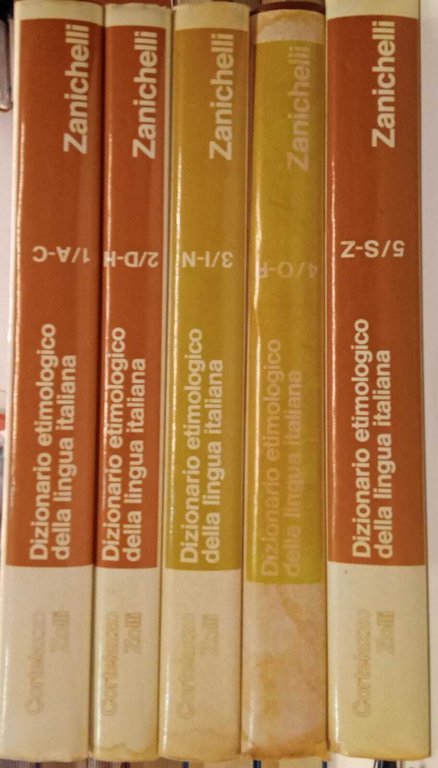 Zanichelli
1/A-C
Dizionario etimologico
della lingua italiana
Cortelazzo
Zolli
Zanichelli
2/D-H
Dizionario etimologico
della lingua italiana
Cortelazzo
Zolli
Zanichelli
3/I-N
Dizionario etimologico
della lingua italiana
Cortelazzo
Zolli
Zanichelli
4/O-R
Dizionario etimologico
della lingua italiana
Zanichelli
5/S-Z
Dizionario etimologico
della lingua italiana
Cortelazzo
Zolli